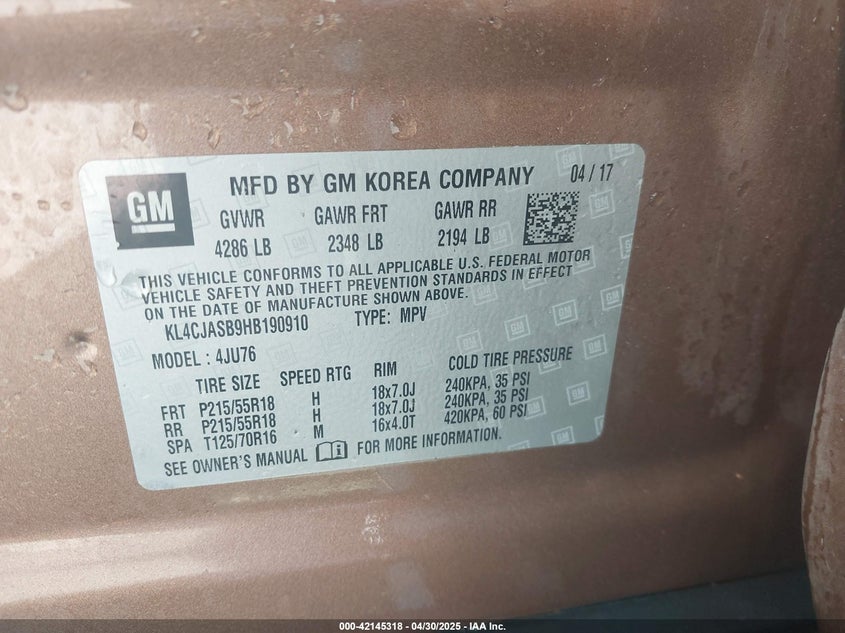 GM
MFD BY GM KOREA COMPANY 04 / 17
GVWR GAWR FRT GAWR RR
4286 LB 2348 LB 2194 LB
THIS VEHICLE CONFORMS TO ALL APPLICABLE U.S. FEDERAL MOTOR
VEHICLE SAFETY AND THEFT PREVENTION STANDARDS IN EFFECT
ON THE DATE OF MANUFACTURE SHOWN ABOVE.
KL4CJASB9HB190910 TYPE: MPV
MODEL : 4JU76
TIRE SIZE SPEED RTG RIM COLD TIRE PRESSURE
FRT P215/55R18 H 18x7.0J 240KPA, 35 PSI
RR P215/55R18 H 18x7.0J 240KPA, 35 PSI
SPA T125/70R16 M 16x4.0T 420KPA, 60 PSI
SEE OWNER'S MANUAL FOR MORE INFORMATION.
000-42145318 - 04/30/2025 - IAA Inc.